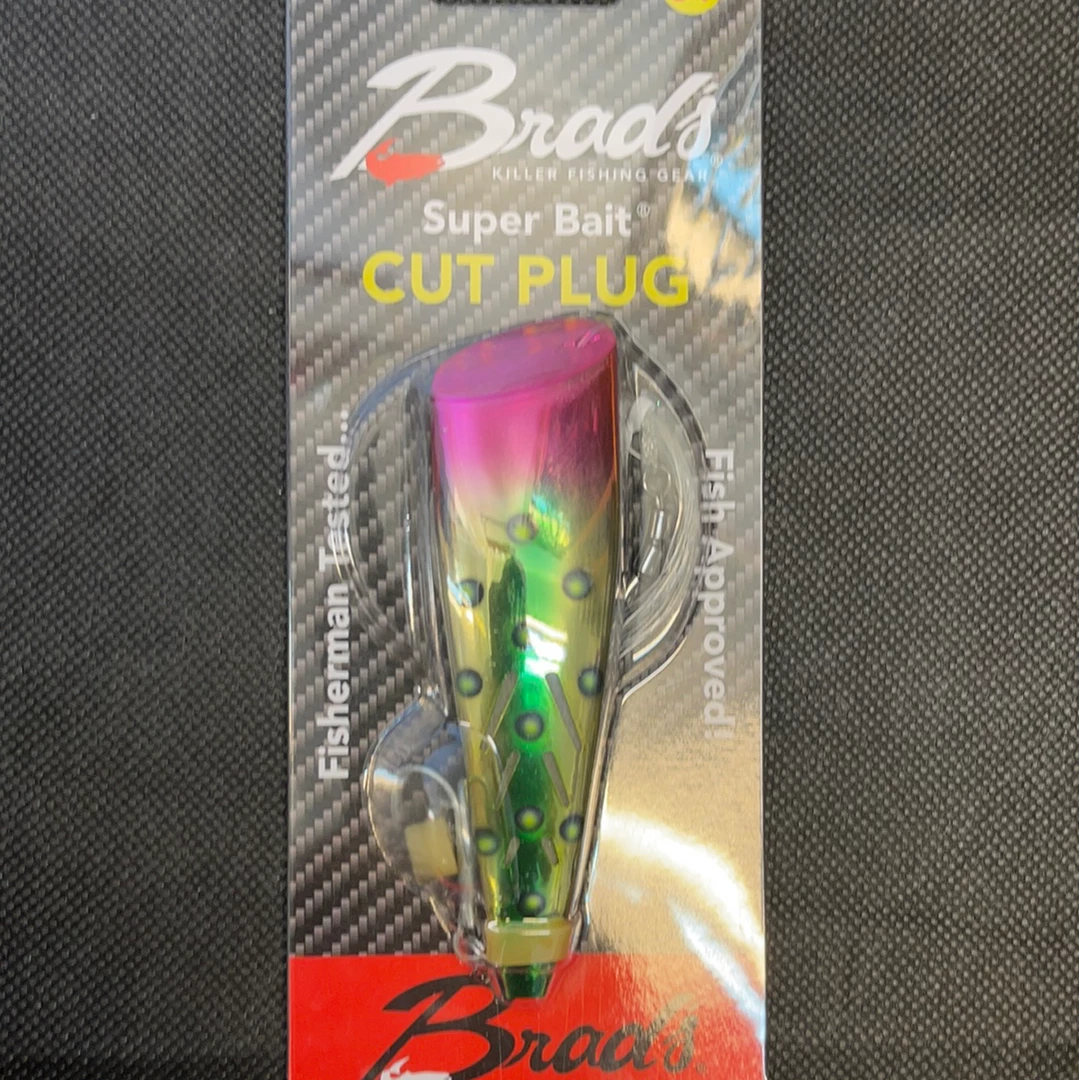 Brad's®
KILLER FISHING GEAR
Super Bait®
CUT PLUG
Fisherman Tested...
Fish Approved!
Brad's